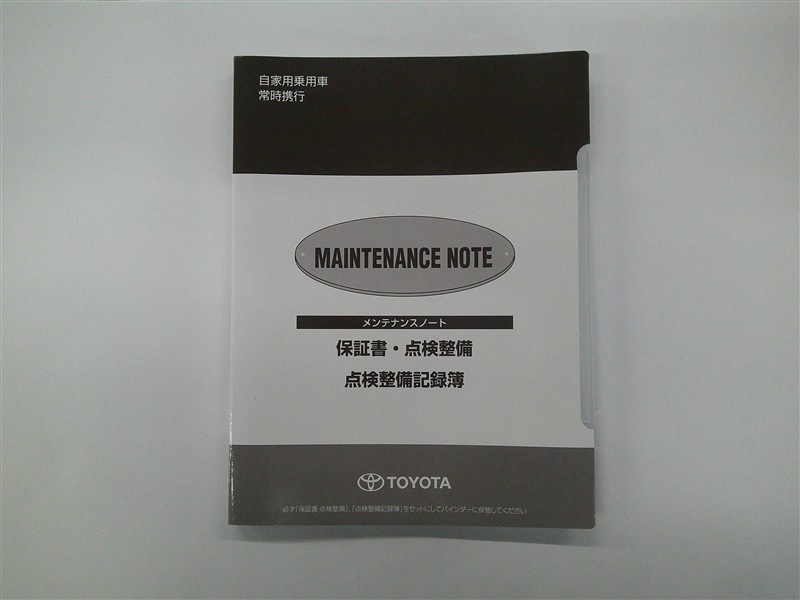 自家用乗用車
常時携行
MAINTENANCE NOTE
メンテナンスノート
保証書・点検整備
点検整備記録簿
TOYOTA
必ず「保証書・点検整備」、「点検整備記録簿」をセットにしてバインダーに保管してください